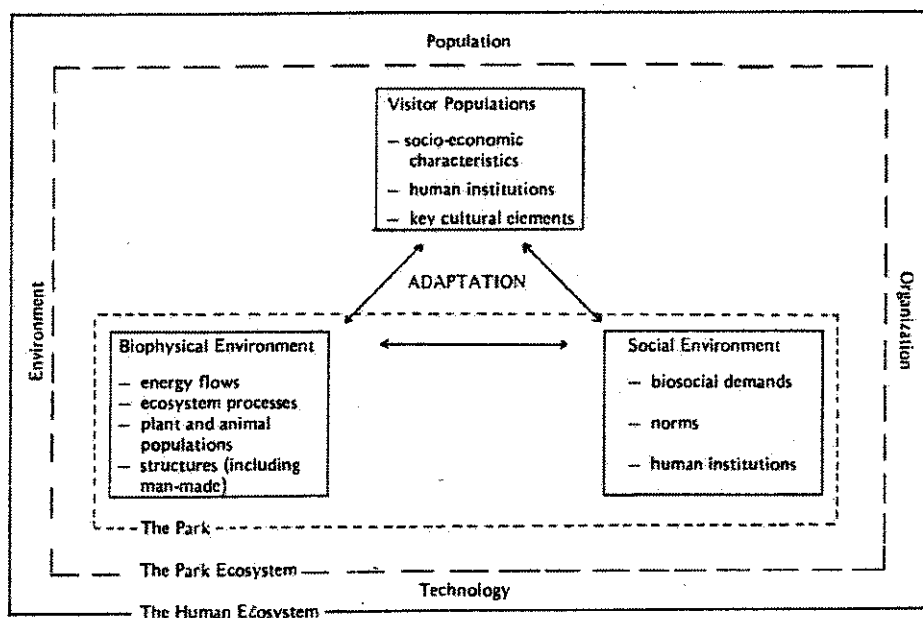 Population
Visitor Populations
– socio-economic
characteristics
– human institutions
– key cultural elements
ADAPTATION
Environment
Organization
Biophysical Environment
– energy flows
– ecosystem processes
– plant and animal
populations
– structures (including
man-made)
Social Environment
– biosocial demands
– norms
– human institutions
The Park
The Park Ecosystem
Technology
The Human Ecosystem